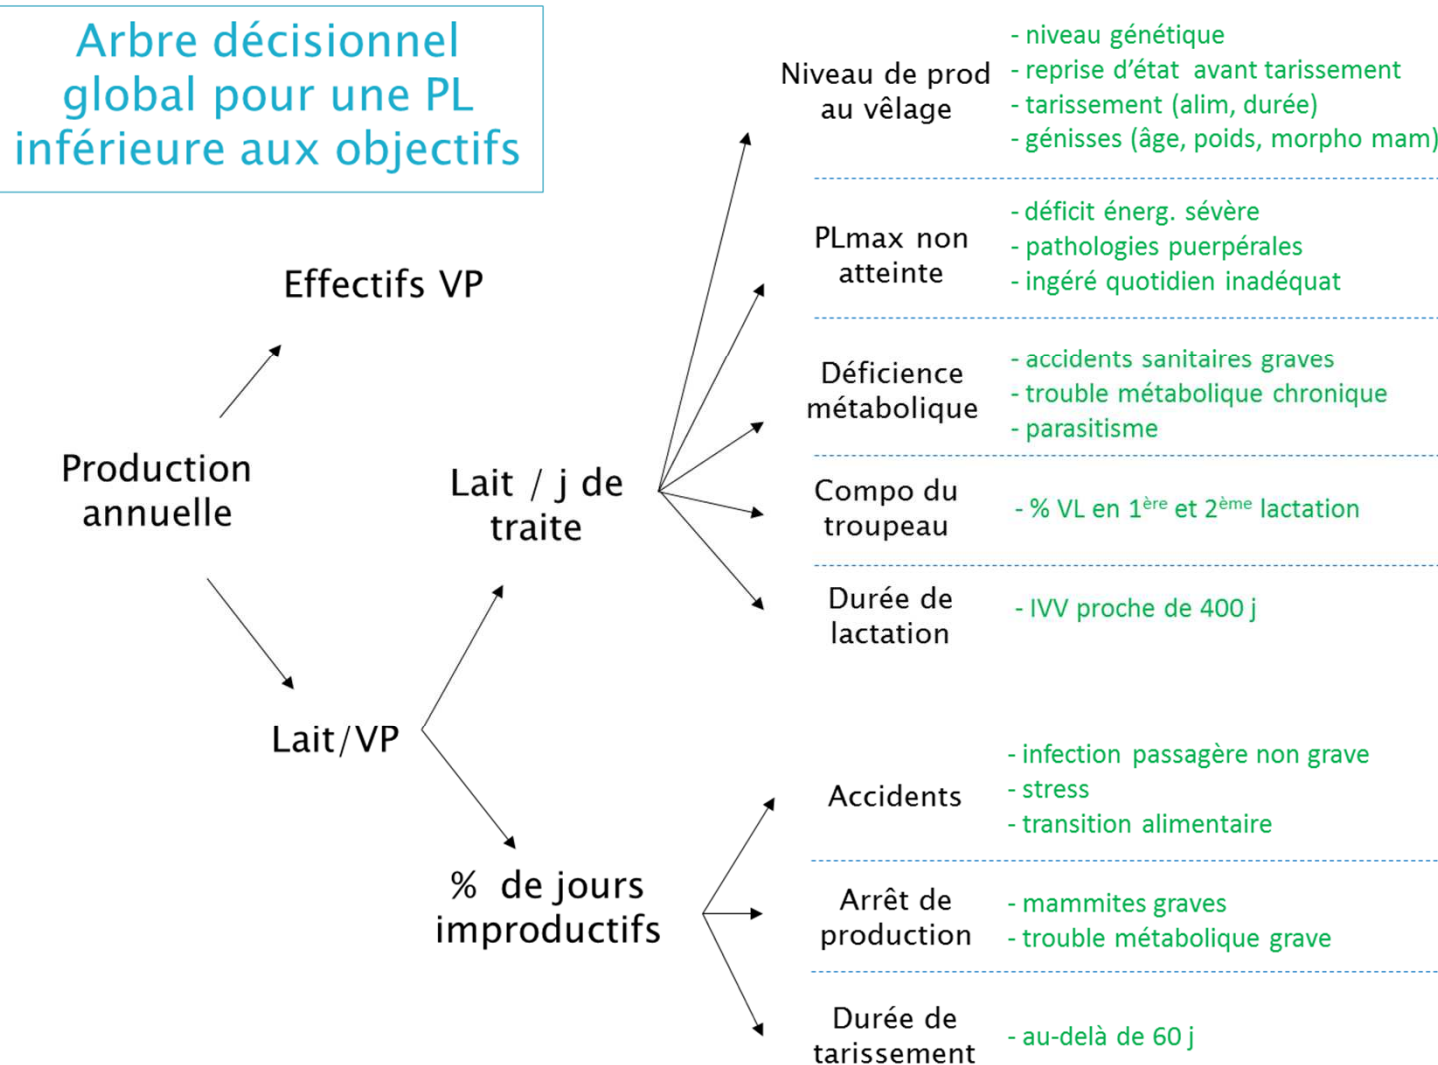 Arbre décisionnel
global pour une PL
inférieure aux objectifs
Effectifs VP
Production
annuelle
Lait/VP
Lait / j de
traite
% de jours
improductifs
Niveau de prod
au vêlage
- niveau génétique
- reprise d'état avant tarissement
- tarissement (alim, durée)
- génisses (âge, poids, morpho mam)
PLmax non
atteinte
- déficit énerg. sévère
- pathologies puerpérales
- ingéré quotidien inadéquat
Déficience
métabolique
- accidents sanitaires graves
- trouble métabolique chronique
- parasitisme
Compo du
troupeau
- % VL en 1ère et 2ème lactation
Durée de
lactation
- IVV proche de 400 j
Accidents
- infection passagère non grave
- stress
- transition alimentaire
Arrêt de
production
- mammites graves
- trouble métabolique grave
Durée de
tarissement
- au-delà de 60 j